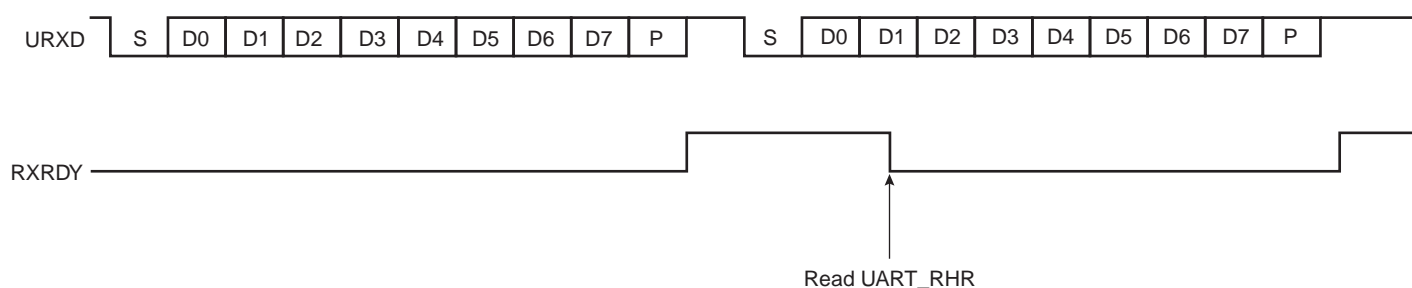 URXD S D0 D1 D2 D3 D4 D5 D6 D7 P S D0 D1 D2 D3 D4 D5 D6 D7 P
RXRDY
Read UART_RHR